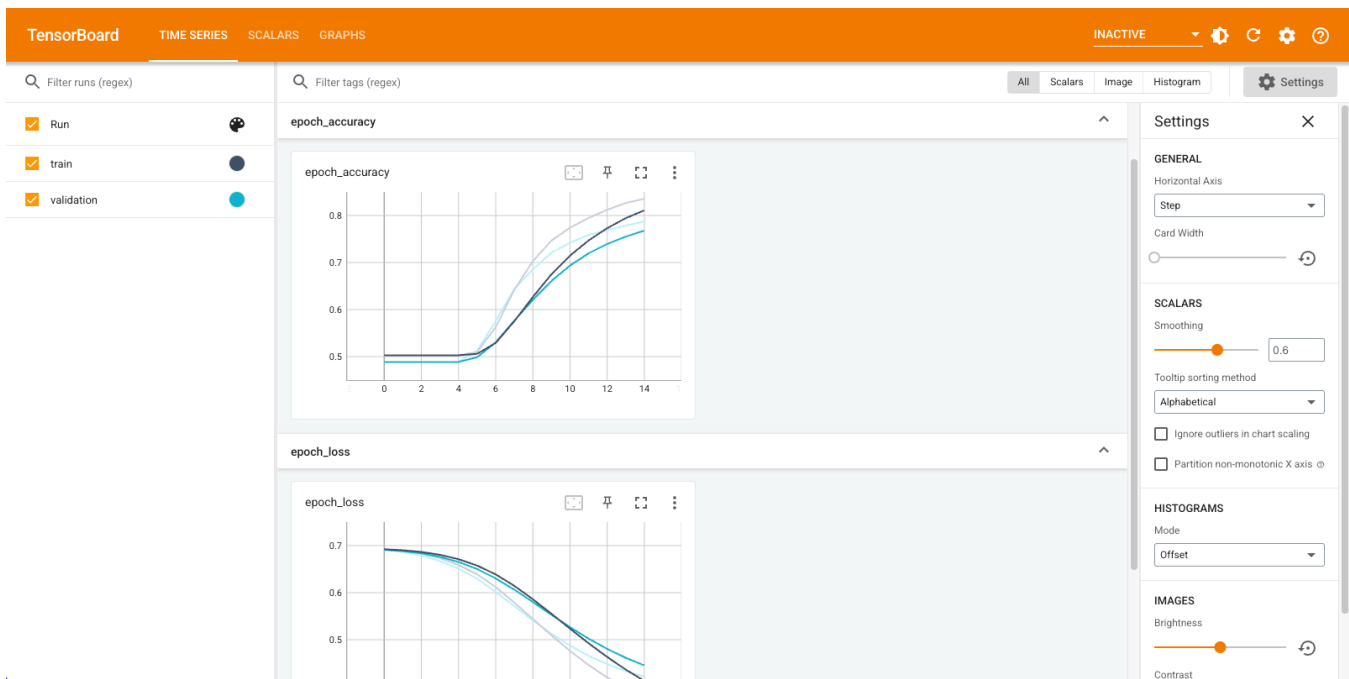 TensorBoard TIME SERIES SCALARS GRAPHS INACTIVE
Filter runs (regex)
Filter tags (regex)
All Scalars Image Histogram
Settings
Run
train
validation
epoch_accuracy
epoch_accuracy
0.8
0.7
0.6
0.5
0 2 4 6 8 10 12 14
epoch_loss
epoch_loss
0.7
0.6
0.5
Settings
GENERAL
Horizontal Axis
Step
Card Width
SCALARS
Smoothing
0.6
Tooltip sorting method
Alphabetical
Ignore outliers in chart scaling
Partition non-monotonic X axis
HISTOGRAMS
Mode
Offset
IMAGES
Brightness
Contrast